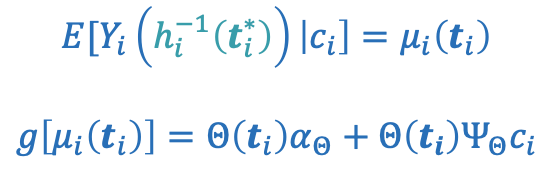 E[Y_i(h_i^{-1}(t_i^*))|c_i] = μ_i(t_i)
g[μ_i(t_i)] = Θ(t_i)α_Θ + Θ(t_i)Ψ_Θc_i